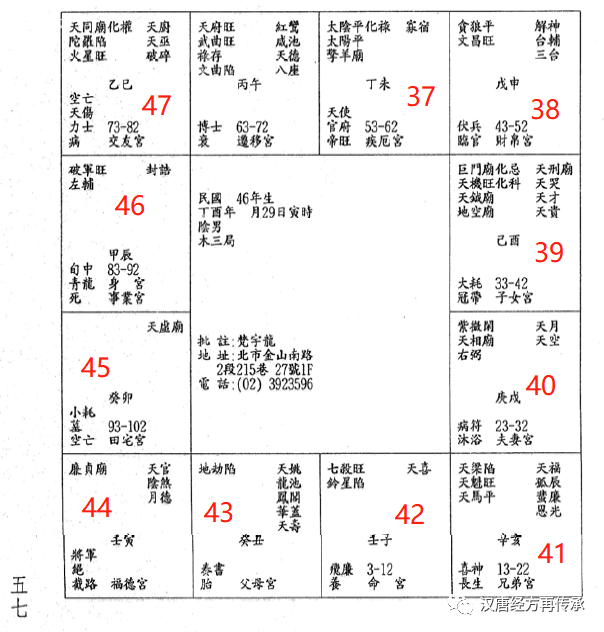 天同廟化權 天廚
陀羅陷 天巫
火星旺 破碎
乙巳
47
空亡
天傷
力士 73-82
病 交友宮
天府旺 紅鸞
武曲旺 咸池
祿存 天德
文曲陷 八座
丙午
博士 63-72
衰 遷移宮
太陰平化祿 寡宿
太陽平
擎羊廟
丁未
37
天使
官府 53-62
帝旺 疾厄宮
貪狼平 解神
文昌旺 台輔
三台
戊申
38
伏兵 43-52
臨官 財帛宮
破軍旺 封誥
左輔
46
甲辰
旬中 83-92
青龍 身 宮
死 事業宮
民國 46年生
丁酉年 月29日寅時
陰男
木三局
批 註:梵宇龍
地 址:北市金山南路
2段215巷 27號1F
電 話:(02) 3923596
巨門廟化忌 天刑廟
天機旺化科 天哭
天鉞廟 天才
地空廟 天貴
己酉
39
大耗 33-42
冠帶 子女宮
天虛廟
45
癸卯
小耗
墓 93-102
空亡 田宅宮
紫微閑 天月
天相廟 天空
右弼
40
庚戌
病符 23-32
沐浴 夫妻宮
廉貞廟 天官
陰煞
月德
44
壬寅
將軍
絕
截路 福德宮
地劫陷 天姚
龍池
鳳閣
華蓋
天壽
43
癸丑
奏書
胎 父母宮
七殺旺 天喜
鈴星陷
42
壬子
飛廉 3-12
養 命 宮
天梁陷 天福
天魁旺 孤辰
天馬平 蜚廉
恩光
辛亥
41
喜神 13-22
長生 兄弟宮
五七
汉唐经方再传承